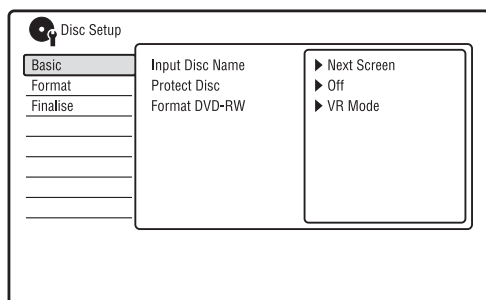 Disc Setup
Basic
Format
Finalise
Input Disc Name
Protect Disc
Format DVD-RW
Next Screen
Off
VR Mode